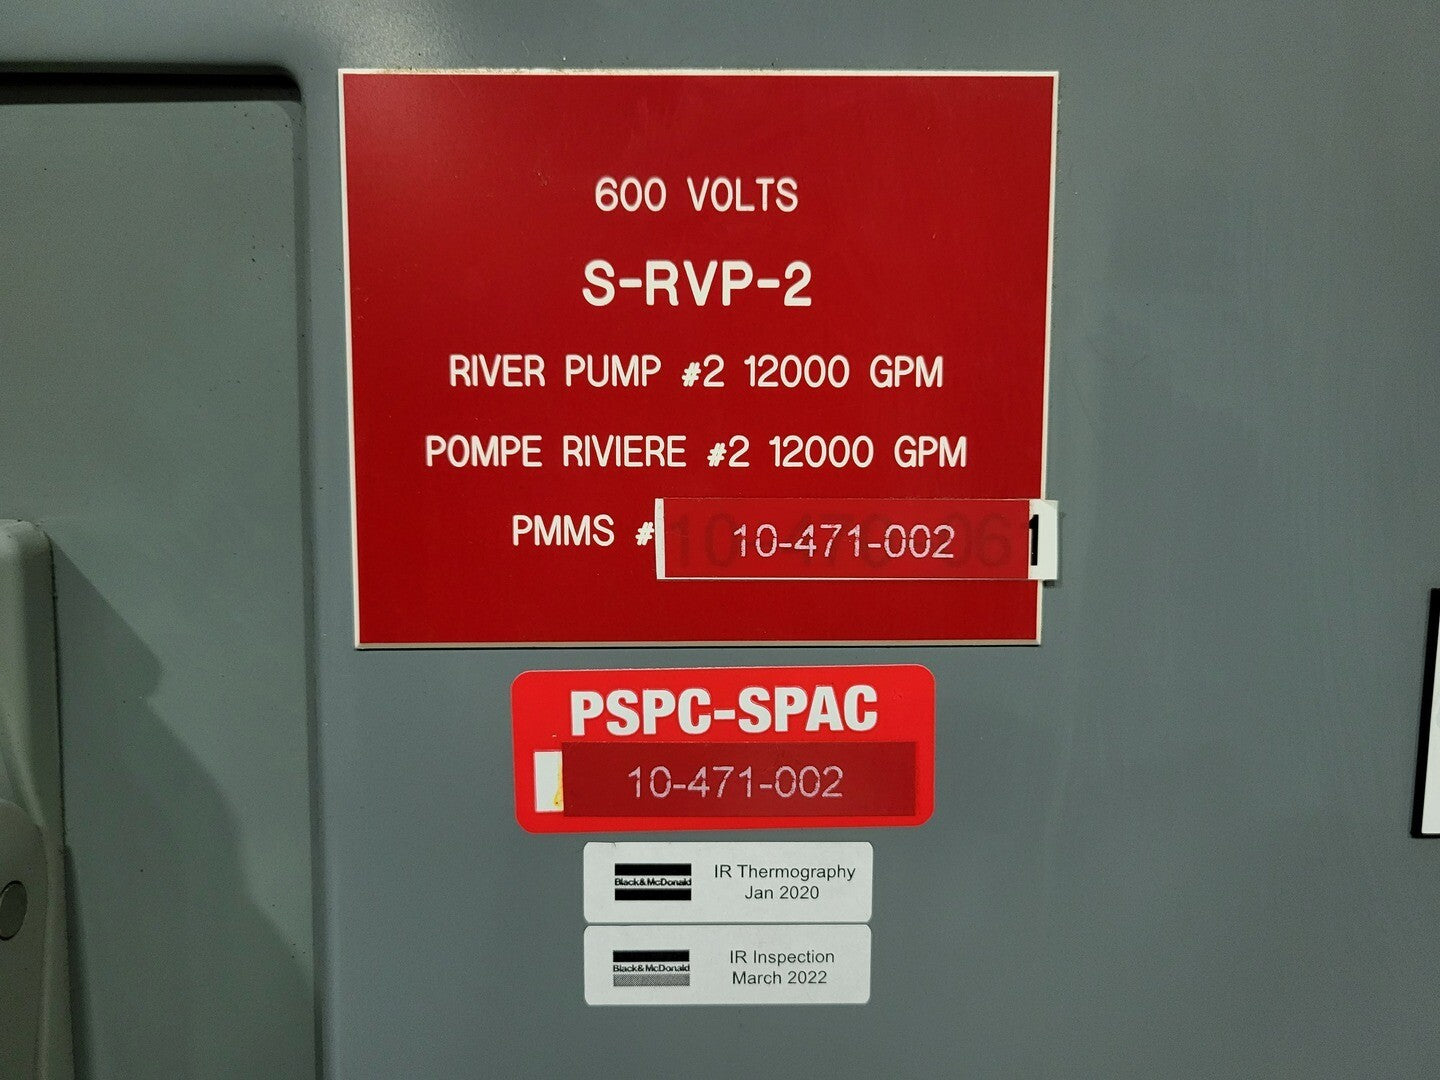 600 VOLTS
S-RVP-2
RIVER PUMP #2 12000 GPM
POMPE RIVIERE #2 12000 GPM
PMMS # 10-471-002
PSPC-SPAC
10-471-002
Black&McDonald
IR Thermography
Jan 2020
Black&McDonald
IR Inspection
March 2022